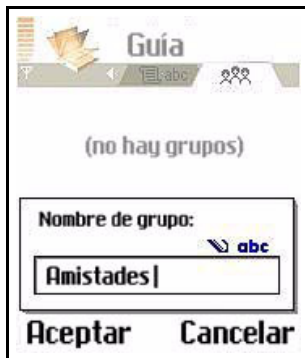 Guía
abc
(no hay grupos)
Nombre de grupo:
abc
Amistades
Aceptar Cancelar